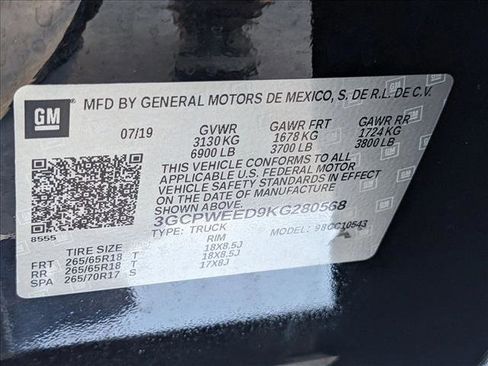 GM
MFD BY GENERAL MOTORS DE MEXICO, S. DE R.L. DE C.V.
07/19 GVWR GAWR FRT GAWR RR
3130 KG 1678 KG 1724 KG
6900 LB 3700 LB 3800 LB
THIS VEHICLE CONFORMS TO ALL
APPLICABLE U.S. FEDERAL MOTOR
VEHICLE SAFETY STANDARDS IN EFFECT
ON THE DATE OF MANUFACTURE
SHOWN ABOVE.
3GCPWEED9KG280568
8555 TYPE: TRUCK MODEL:
TIRE SIZE RIM
FRT 265/65R18 T 18X8.5J
RR 265/65R18 T 18X8.5J
SPA 265/70R17 S 17X8J